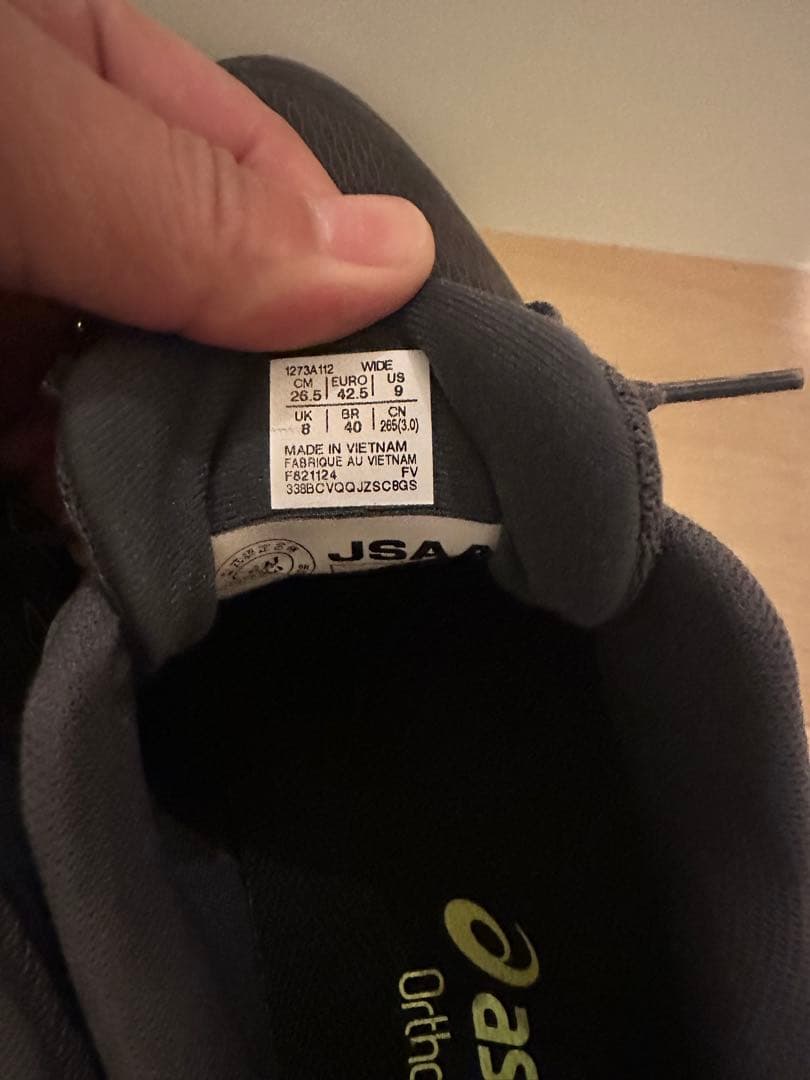 1273A112 WIDE
CM EURO US
26.5 42.5 9
UK BR CN
8 40 265(3.0)
MADE IN VIETNAM
FABRIQUE AU VIETNAM
F821124 FV
338BCVQQJZSC8GS
JSAA
as
Ortho